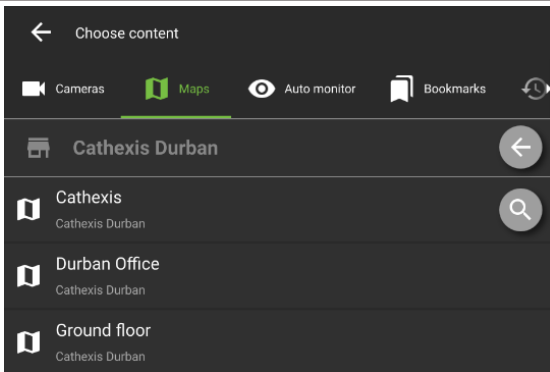 Choose content
Cameras Maps Auto monitor Bookmarks
Cathexis Durban
Cathexis
Cathexis Durban
Durban Office
Cathexis Durban
Ground floor
Cathexis Durban